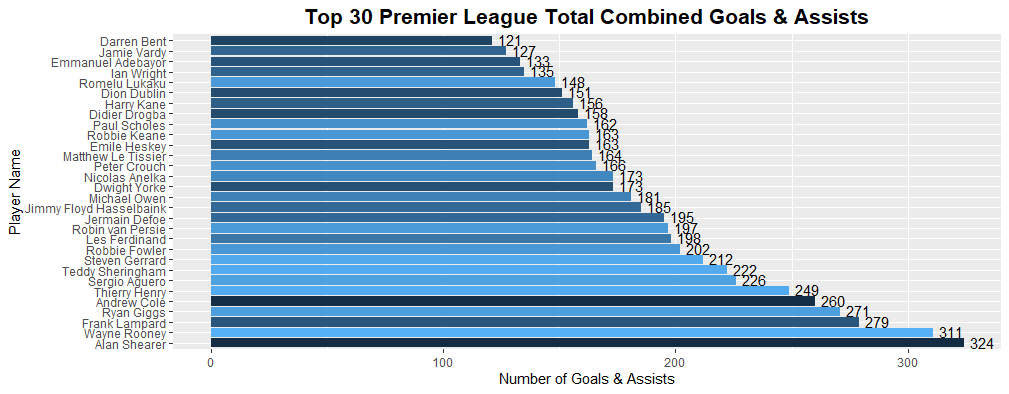 Top 30 Premier League Total Combined Goals & Assists
Darren Bent 121
Jamie Vardy 127
Emmanuel Adebayor 133
Ian Wright 135
Romelu Lukaku 148
Dion Dublin 151
Harry Kane 156
Didier Drogba 158
Paul Scholes 162
Robbie Keane 163
Emile Heskey 163
Matthew Le Tissier 164
Peter Crouch 166
Nicolas Anelka 173
Dwight Yorke 173
Michael Owen 181
Jimmy Floyd Hasselbaink 185
Jermain Defoe 195
Robin van Persie 197
Les Ferdinand 198
Robbie Fowler 202
Steven Gerrard 212
Teddy Sheringham 222
Sergio Aguero 226
Thierry Henry 249
Andrew Cole 260
Ryan Giggs 271
Frank Lampard 279
Wayne Rooney 311
Alan Shearer 324
0 100 200 300
Number of Goals & Assists
Player Name